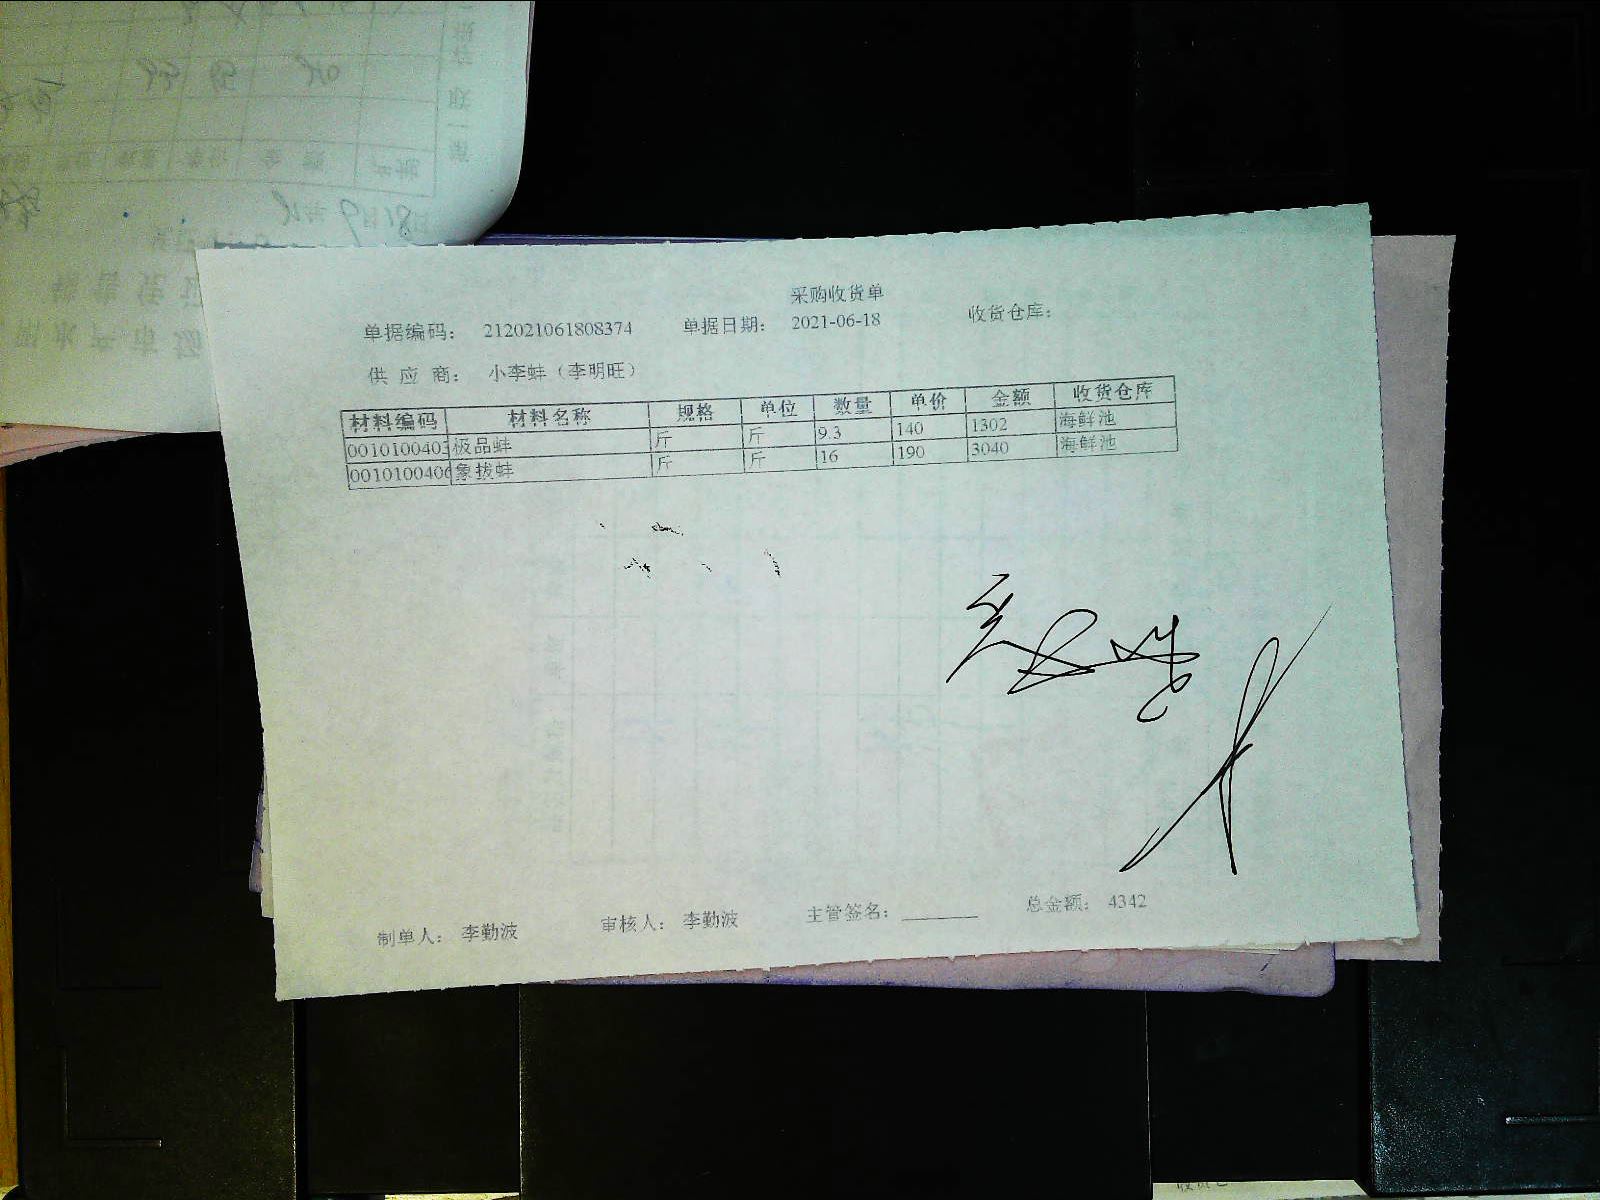 采购收货单
单据编码： 212021061808374 单据日期： 2021-06-18 收货仓库：
供 应 商： 小李蚌（李明旺）
材料编码 材料名称 规格 单位 数量 单价 金额 收货仓库
001010040 极品蚌 斤 斤 9.3 140 1302 海鲜池
001010040 象拔蚌 斤 斤 16 190 3040 海鲜池
制单人： 李勤波 审核人： 李勤波 主管签名： 总金额： 4342